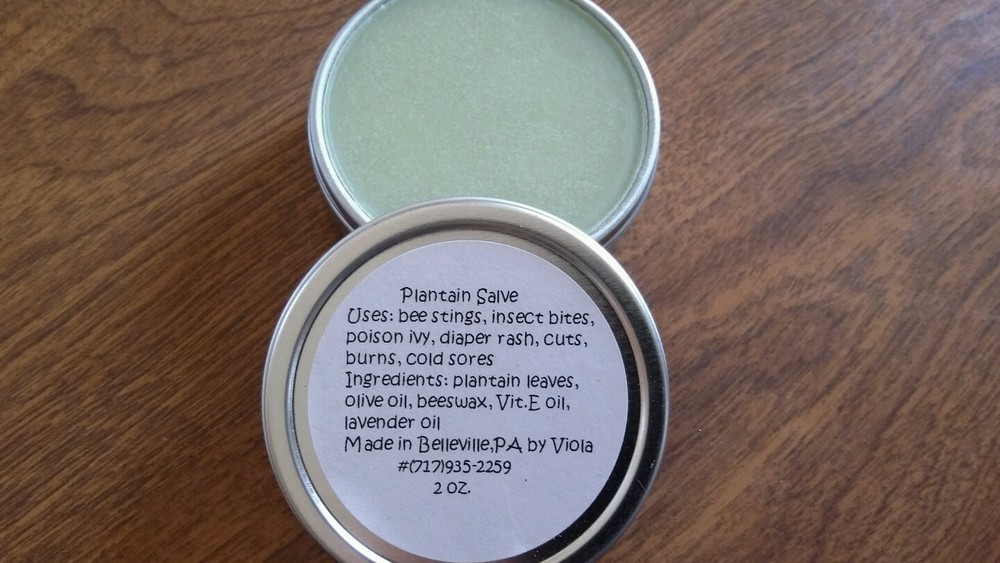 Plantain Salve
Uses: bee stings, insect bites,
poison ivy, diaper rash, cuts,
burns, cold sores
Ingredients: plantain leaves,
olive oil, beeswax, Vit.E oil,
lavender oil
Made in Belleville,PA by Viola
#(717)935-2259
2 oz.